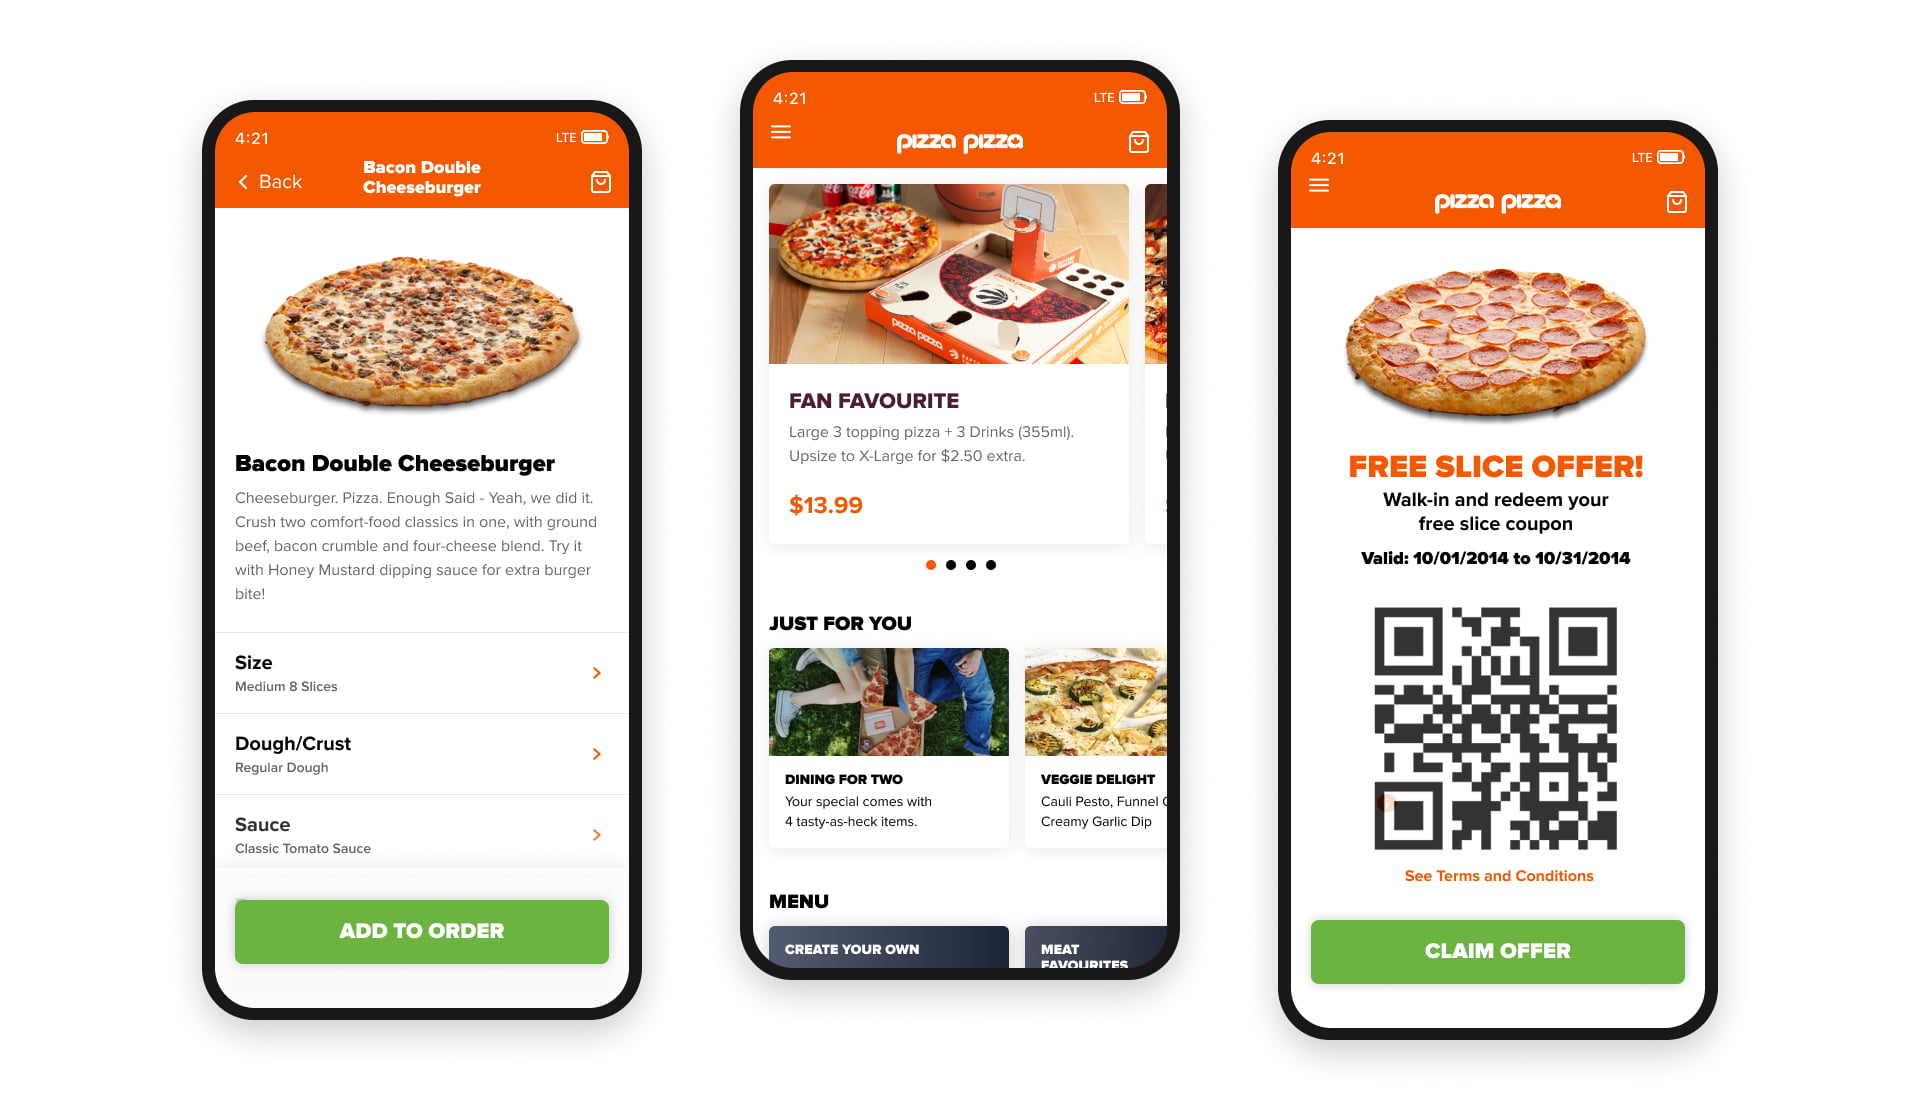 4:21
LTE
Back
Bacon Double
Cheeseburger
Bacon Double Cheeseburger
Cheeseburger. Pizza. Enough Said - Yeah, we did it.
Crush two comfort-food classics in one, with ground
beef, bacon crumble and four-cheese blend. Try it
with Honey Mustard dipping sauce for extra burger
bite!
Size
Medium 8 Slices
Dough/Crust
Regular Dough
Sauce
Classic Tomato Sauce
ADD TO ORDER
4:21
LTE
pizza pizza
pizza pizza
FAN FAVOURITE
Large 3 topping pizza + 3 Drinks (355ml).
Upsize to X-Large for $2.50 extra.
$13.99
JUST FOR YOU
DINING FOR TWO
Your special comes with
4 tasty-as-heck items.
VEGGIE DELIGHT
Cauli Pesto, Funnel
Creamy Garlic Dip
MENU
CREATE YOUR OWN
MEAT
FAVOURITES
4:21
LTE
pizza pizza
FREE SLICE OFFER!
Walk-in and redeem your
free slice coupon
Valid: 10/01/2014 to 10/31/2014
See Terms and Conditions
CLAIM OFFER